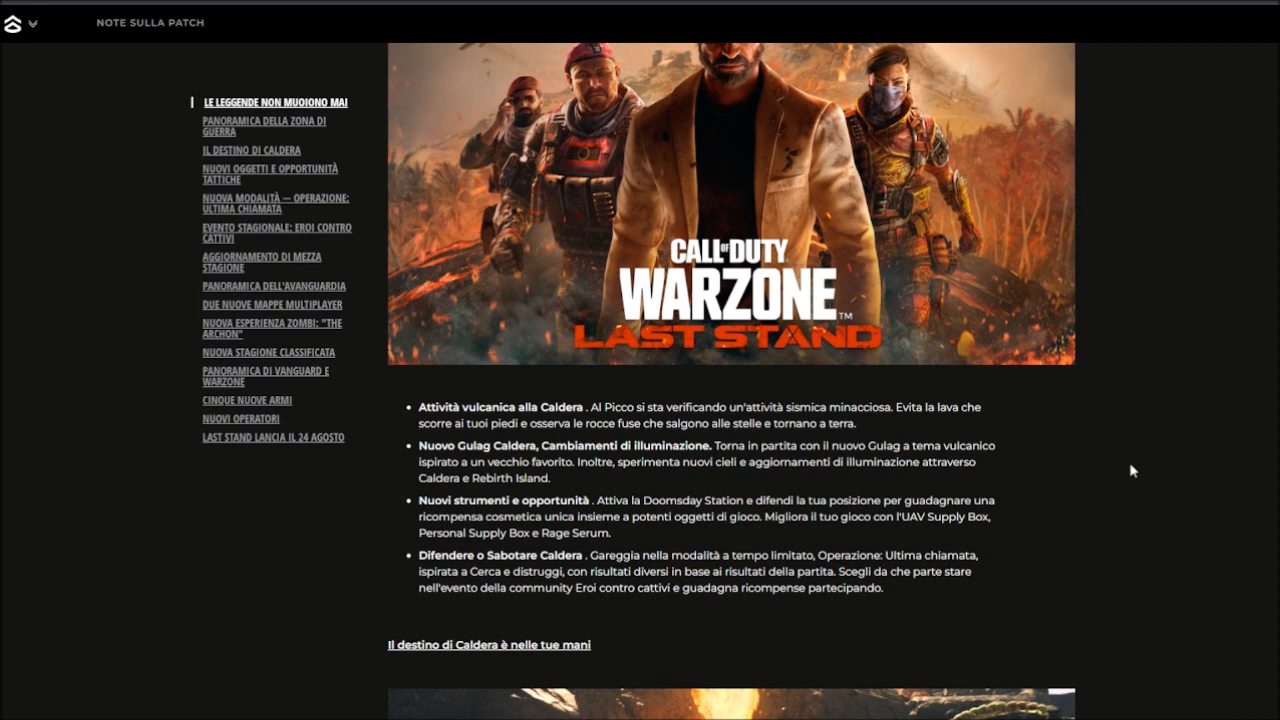 NOTE SULLA PATCH
LE LEGGENDE NON MUOIONO MAI
PANORAMICA DELLA ZONA DI
GUERRA
IL DESTINO DI CALDERA
NUOVI OGGETTI E OPPORTUNITÀ
TATTICHE
NUOVA MODALITÀ — OPERAZIONE:
ULTIMA CHIAMATA
EVENTO STAGIONALE: EROI CONTRO
CATTIVI
AGGIORNAMENTO DI MEZZA
STAGIONE
PANORAMICA DELL'AVANGUARDIA
DUE NUOVE MAPPE MULTIPLAYER
NUOVA ESPERIENZA ZOMBI: "THE
ARCHON"
NUOVA STAGIONE CLASSIFICATA
PANORAMICA DI VANGUARD E
WARZONE
CINQUE NUOVE ARMI
NUOVI OPERATORI
LAST STAND LANCIA IL 24 AGOSTO
CALL OF DUTY
WARZONE™
LAST STAND
• Attività vulcanica alla Caldera . Al Picco si sta verificando un'attività sismica minacciosa. Evita la lava che
scorre ai tuoi piedi e osserva le rocce fuse che salgono alle stelle e tornano a terra.
• Nuovo Gulag Caldera, Cambiamenti di illuminazione. Torna in partita con il nuovo Gulag a tema vulcanico
ispirato a un vecchio favorito. Inoltre, sperimenta nuovi cieli e aggiornamenti di illuminazione attraverso
Caldera e Rebirth Island.
• Nuovi strumenti e opportunità . Attiva la Doomsday Station e difendi la tua posizione per guadagnare una
ricompensa cosmetica unica insieme a potenti oggetti di gioco. Migliora il tuo gioco con l'UAV Supply Box,
Personal Supply Box e Rage Serum.
• Difendere o Sabotare Caldera . Gareggia nella modalità a tempo limitato, Operazione: Ultima chiamata,
ispirata a Cerca e distruggi, con risultati diversi in base ai risultati della partita. Scegli da che parte stare
nell'evento della community Eroi contro cattivi e guadagna ricompense partecipando.
Il destino di Caldera è nelle tue mani